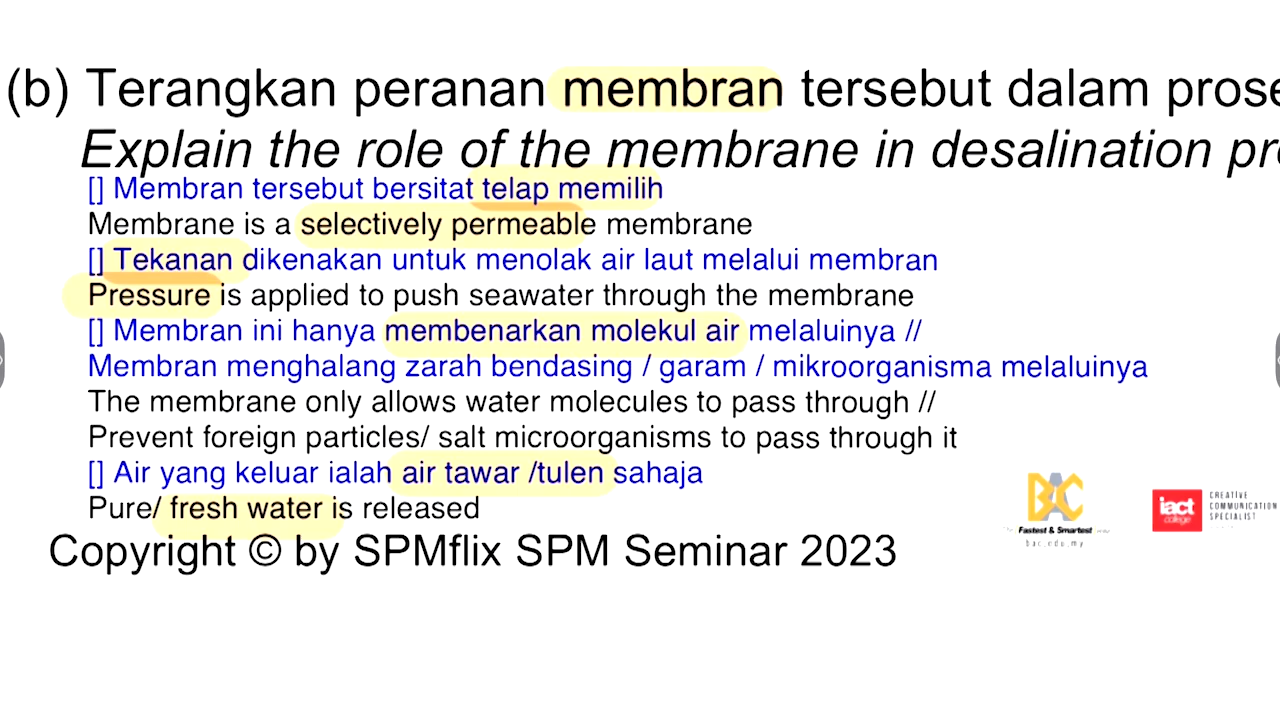 (b) Terangkan peranan membran tersebut dalam prose
Explain the role of the membrane in desalination pr
[] Membran tersebut bersitat telap memilih
Membrane is a selectively permeable membrane
[] Tekanan dikenakan untuk menolak air laut melalui membran
Pressure is applied to push seawater through the membrane
[] Membran ini hanya membenarkan molekul air melaluinya //
Membran menghalang zarah bendasing / garam / mikroorganisma melaluinya
The membrane only allows water molecules to pass through //
Prevent foreign particles/ salt microorganisms to pass through it
[] Air yang keluar ialah air tawar /tulen sahaja
Pure/ fresh water is released
Copyright © by SPMflix SPM Seminar 2023
BAC
Fastest & Smartest
bac.edu.my
iact
college
CREATIVE
COMMUNICATION
SPECIALIST